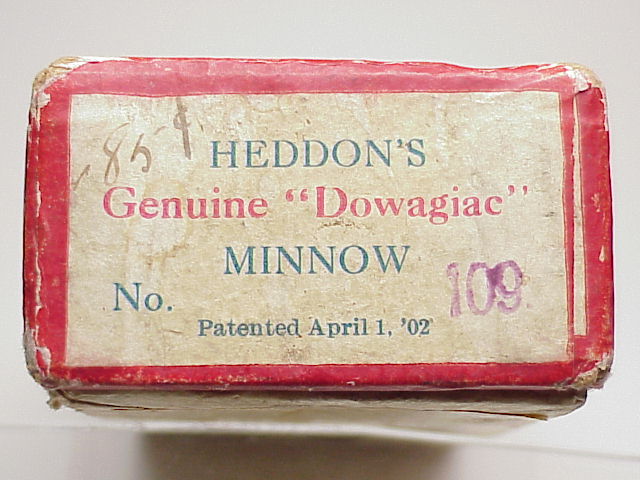 .85 ¢
HEDDON'S
Genuine "Dowagiac"
MINNOW
No. 109
Patented April 1, '02